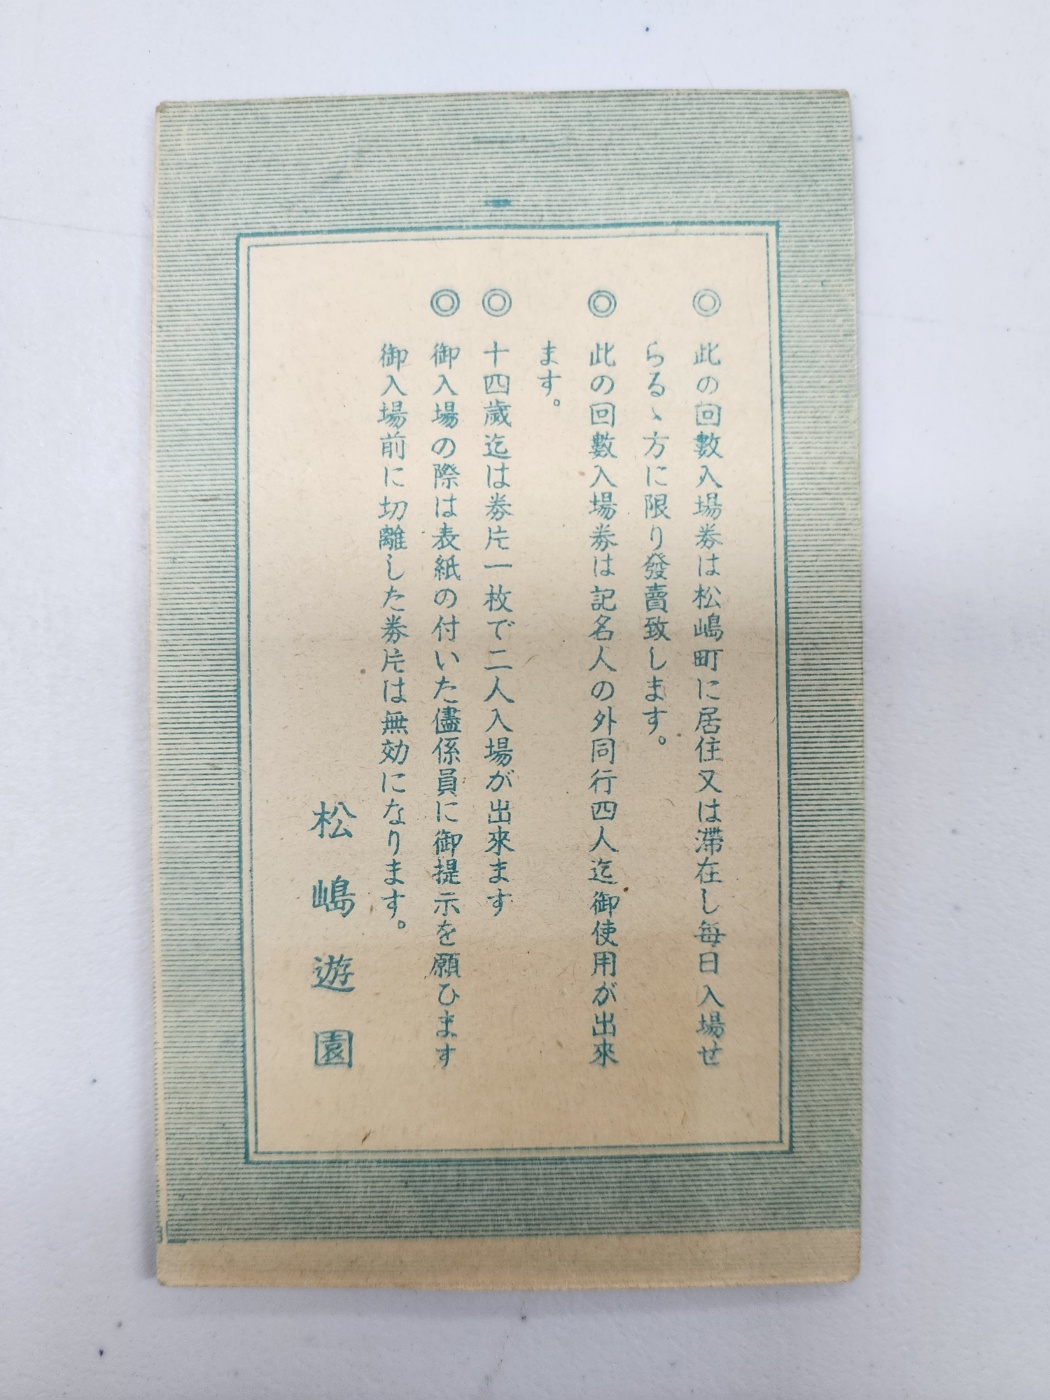 ◎此の回數入場券は松嶋町に居住又は滯在し每日入場せ
らるゝ方に限り發賣致します。
◎此の回數入場券は記名人の外同行四人迄御使用が出來
ます。
◎十四歲迄は券片一枚で二人入場が出來ます
◎御入場の際は表紙の付いた儘係員に御提示を願ひます
御入場前に切離した券片は無効になります。
松嶋遊園